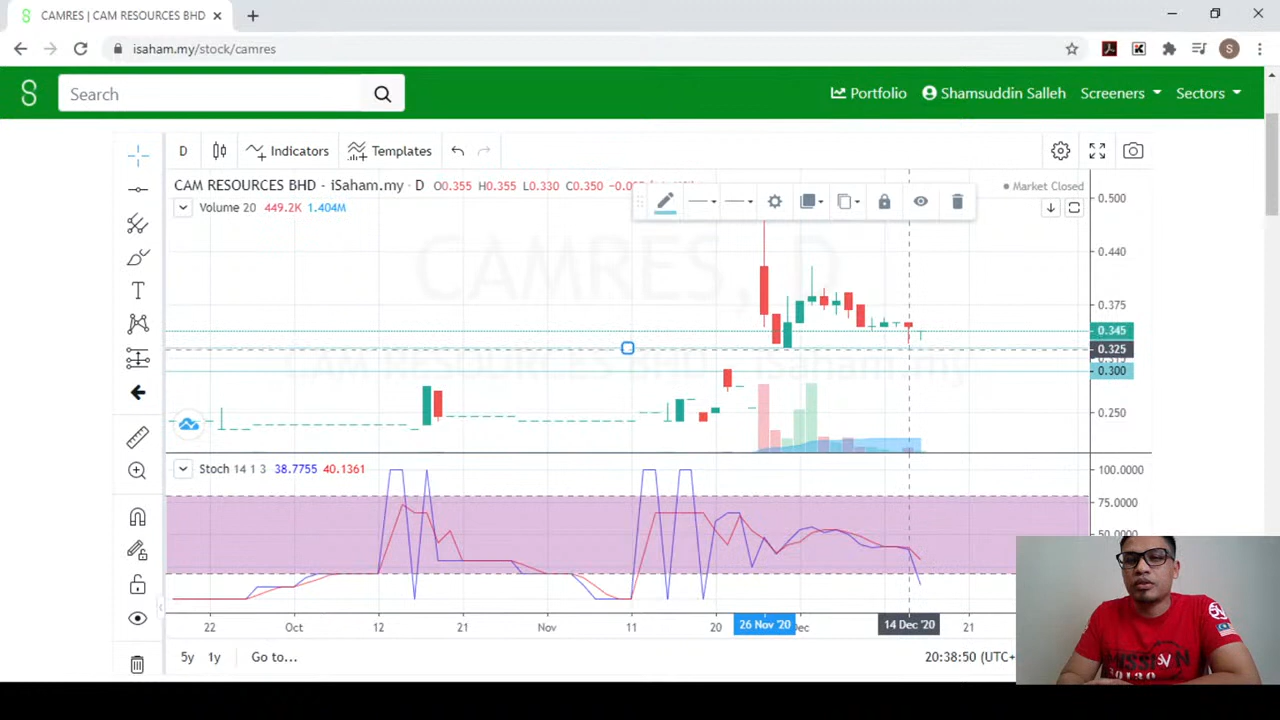 CAMRES | CAM RESOURCES BHD
isaham.my/stock/camres
S
Search
Portfolio
Shamsuddin Salleh
Screeners
Sectors
D
Indicators
Templates
CAM RESOURCES BHD - iSaham.my - D O0.355 H0.355 L0.330 C0.350
Market Closed
Volume 20 449.2K 1.404M
CAMRES, D
0.500
0.440
0.375
0.345
0.325
0.300
0.250
Stoch 14 1 3 38.7755 40.1361
100.0000
75.0000
50.0000
22
Oct
12
21
Nov
11
20
26 Nov '20
14 Dec '20
21
5y
1y
Go to...
20:38:50 (UTC+